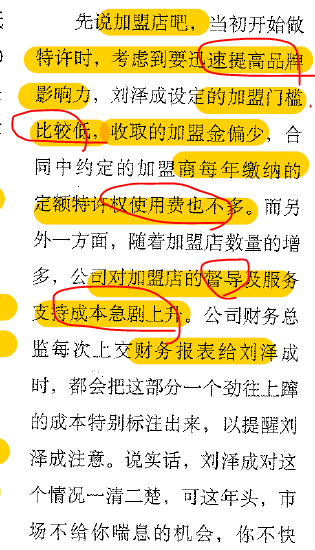 先说加盟店吧，当初开始做
特许时，考虑到要迅速提高品牌
影响力，刘泽成设定的加盟门槛
比较低，收取的加盟金偏少，合
同中约定的加盟商每年缴纳的
定额特许权使用费也不多。而另
外一方面，随着加盟店数量的增
多，公司对加盟店的督导及服务
支持成本急剧上升。公司财务总
监每次上交财务报表给刘泽成
时，都会把这部分一个劲往上蹿
的成本特别标注出来，以提醒刘
泽成注意。说实话，刘泽成对这
个情况一清二楚，可这年头，市
场不给你喘息的机会，你不快